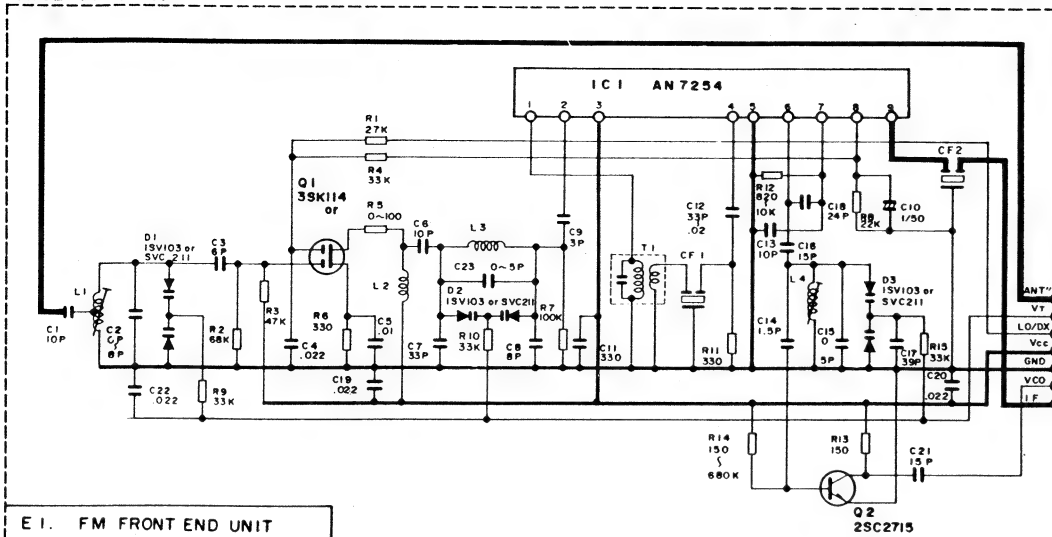 IC1 AN7254
1 2 3 4 5 6 7 8 9
R1
27K
R4
33K
CF2
Q1
3SK114
or
R5
0~100
C6
10P
L3
C9
3P
C12
33P
~
.02
R12
820
~
10K
C18
24P
R8
22K
C10
1/50
D1
1SV103 or
SVC 211
C3
6P
C13
10P
C16
15P
T1
CF1
L1
C23
0~5P
D2
1SV103 or SVC211
R7
100K
L2
L4
D3
1SV103 or
SVC211
ANT"
VT
LO/DX
Vcc
GND
VCO
IF
C1
10P
C2
~
8P
R2
68K
R3
47K
R6
330
C4
.022
C5
.01
C7
33P
R10
33K
C8
8P
C11
330
R11
330
C14
1.5P
C15
0
~
5P
C17
39P
R15
33K
C20
.022
C22
.022
R9
33K
C19
.022
R14
150
~
680K
R13
150
C21
15P
Q2
2SC2715
E1. FM FRONT END UNIT